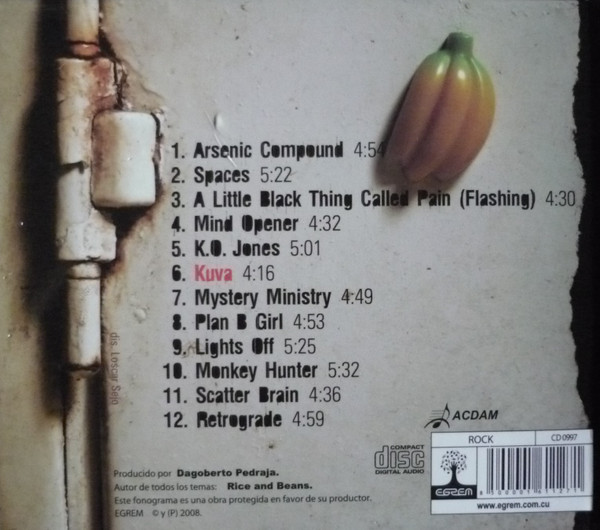 1. Arsenic Compound 4:54
2. Spaces 5:22
3. A Little Black Thing Called Pain (Flashing) 4:30
4. Mind Opener 4:32
5. K.O. Jones 5:01
6. Kuva 4:16
7. Mystery Ministry 4:49
8. Plan B Girl 4:53
9. Lights Off 5:25
10. Monkey Hunter 5:32
11. Scatter Brain 4:36
12. Retrograde 4:59
ACDAM
COMPACT
disc
DIGITAL AUDIO
ROCK CD 0997
EGREM
www.egrem.com.cu
Producido por Dagoberto Pedraja.
Autor de todos los temas: Rice and Beans.
Este fonograma es una obra protegida en favor de su productor.
EGREM © y (P) 2008.